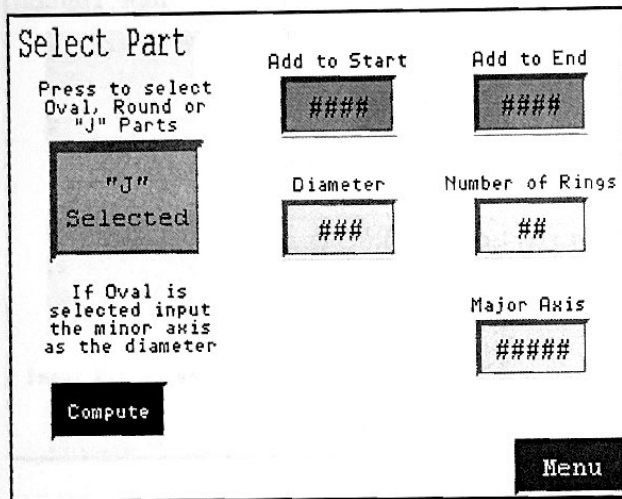 Select Part
Press to select
Oval, Round or
"J" Parts
"J"
Selected
If Oval is
selected input
the minor axis
as the diameter
Compute
Add to Start
####
Add to End
####
Diameter
###
Number of Rings
##
Major Axis
#####
Menu